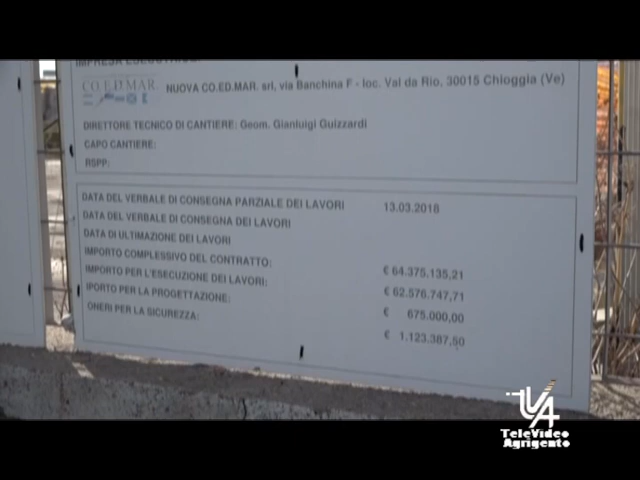 IMPRESA ESECUTRICE:
CO.ED.MAR.
NUOVA CO.ED.MAR. srl, via Banchina F - loc. Val da Rio, 30015 Chioggia (Ve)
DIRETTORE TECNICO DI CANTIERE: Geom. Gianluigi Guizzardi
CAPO CANTIERE:
RSPP:
DATA DEL VERBALE DI CONSEGNA PARZIALE DEI LAVORI 13.03.2018
DATA DEL VERBALE DI CONSEGNA DEI LAVORI
DATA DI ULTIMAZIONE DEI LAVORI
IMPORTO COMPLESSIVO DEL CONTRATTO: € 64.375.135,21
IMPORTO PER L'ESECUZIONE DEI LAVORI: € 62.576.747,71
IPORTO PER LA PROGETTAZIONE: € 675.000,00
ONERI PER LA SICUREZZA: € 1.123.387,50
TVA
TeleVideo
Agrigento